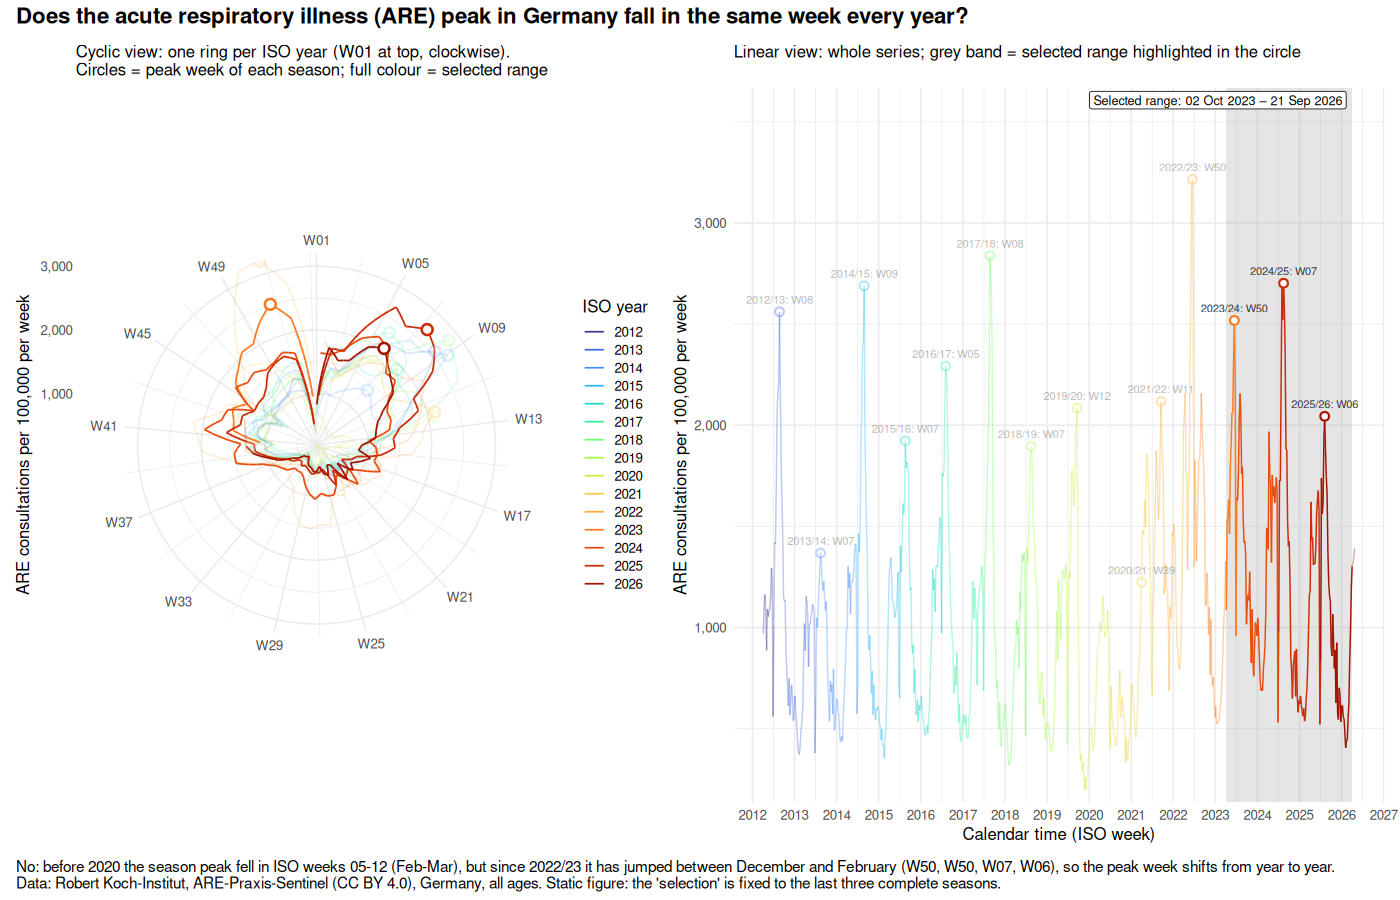 Does the acute respiratory illness (ARE) peak in Germany fall in the same week every year?
Cyclic view: one ring per ISO year (W01 at top, clockwise).
Circles = peak week of each season; full colour = selected range
W01
W05
W09
W13
W17
W21
W25
W29
W33
W37
W41
W45
W49
3,000
2,000
1,000
ARE consultations per 100,000 per week
ISO year
2012
2013
2014
2015
2016
2017
2018
2019
2020
2021
2022
2023
2024
2025
2026
Linear view: whole series; grey band = selected range highlighted in the circle
Selected range: 02 Oct 2023 – 21 Sep 2026
2012/13: W08
2013/14: W07
2014/15: W09
2015/16: W07
2016/17: W05
2017/18: W08
2018/19: W07
2019/20: W12
2020/21: W39
2021/22: W11
2022/23: W50
2023/24: W50
2024/25: W07
2025/26: W06
3,000
2,000
1,000
ARE consultations per 100,000 per week
2012 2013 2014 2015 2016 2017 2018 2019 2020 2021 2022 2023 2024 2025 2026 2027
Calendar time (ISO week)
No: before 2020 the season peak fell in ISO weeks 05-12 (Feb-Mar), but since 2022/23 it has jumped between December and February (W50, W50, W07, W06), so the peak week shifts from year to year.
Data: Robert Koch-Institut, ARE-Praxis-Sentinel (CC BY 4.0), Germany, all ages. Static figure: the 'selection' is fixed to the last three complete seasons.